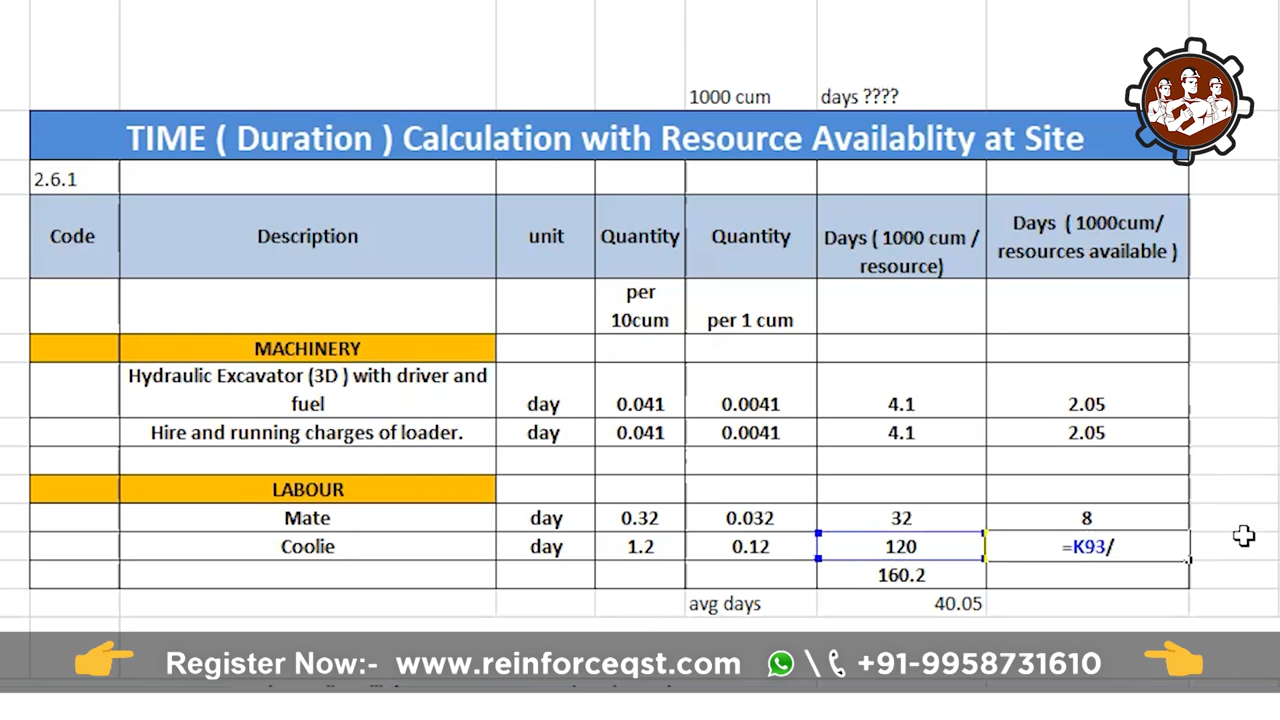 1000 cum days ????
TIME ( Duration ) Calculation with Resource Availablity at Site
2.6.1
Code Description unit Quantity Quantity Days ( 1000 cum / resource) Days ( 1000cum/ resources available )
per 10cum per 1 cum
MACHINERY
Hydraulic Excavator (3D ) with driver and fuel day 0.041 0.0041 4.1 2.05
Hire and running charges of loader. day 0.041 0.0041 4.1 2.05
LABOUR
Mate day 0.32 0.032 32 8
Coolie day 1.2 0.12 120 =K93/
160.2
avg days 40.05
Register Now:- www.reinforceqst.com \ +91-9958731610